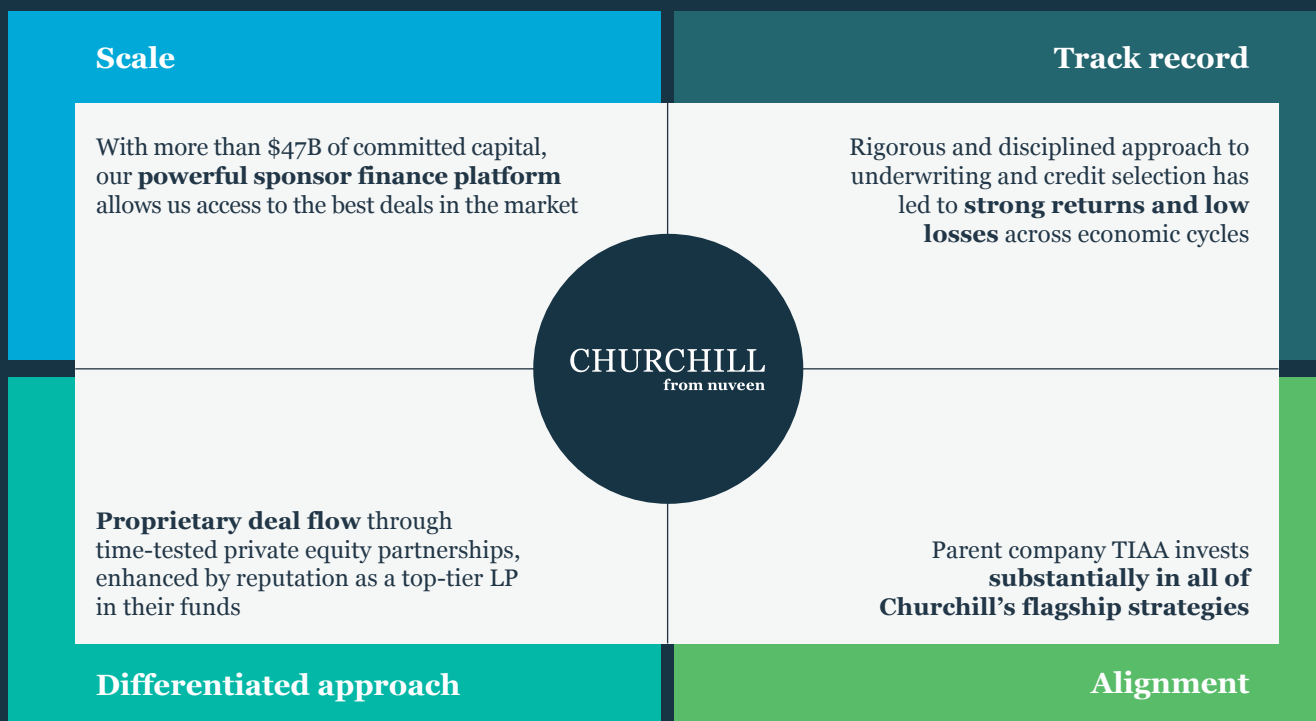 Scale
With more than $47B of committed capital,
our powerful sponsor finance platform
allows us access to the best deals in the market
Track record
Rigorous and disciplined approach to
underwriting and credit selection has
led to strong returns and low
losses across economic cycles
CHURCHILL
from nuveen
Proprietary deal flow through
time-tested private equity partnerships,
enhanced by reputation as a top-tier LP
in their funds
Differentiated approach
Parent company TIAA invests
substantially in all of
Churchill’s flagship strategies
Alignment